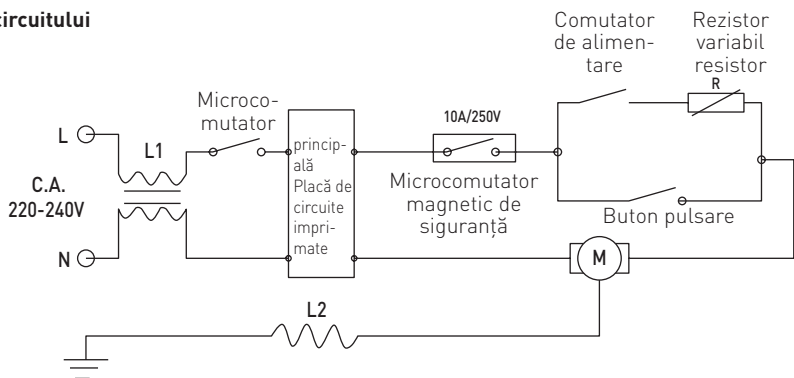 circuitului
Comutator
de alimen-
tare
Rezistor
variabil
resistor
R
Microco-
mutator
10A/250V
L
L1
C.A.
220-240V
N
princip-
ală
Placă de
circuite
impri-
mate
Microcomutator
magnetic de
siguranță
Buton pulsare
M
L2